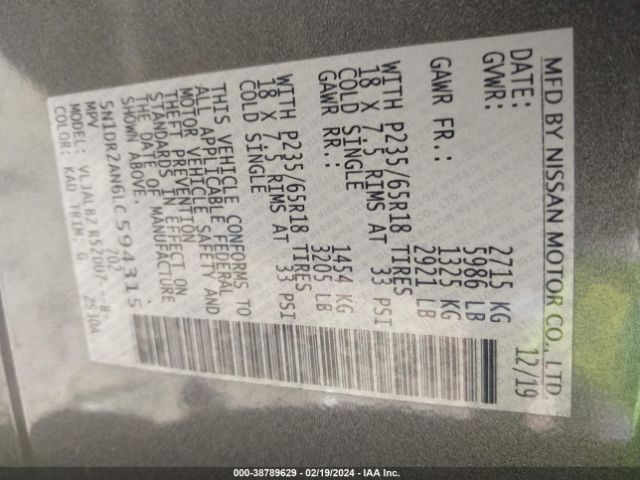 MFD BY NISSAN MOTOR CO., LTD.
DATE: 12/19
GVWR: 2715 KG
5986 LB
GAWR FR.: 1325 KG
2921 LB
WITH P235/65R18 TIRES
18 X 7.5 RIMS AT 33 PSI
COLD SINGLE
GAWR RR.: 1454 KG
3205 LB
WITH P235/65R18 TIRES
18 X 7.5 RIMS AT 33 PSI
COLD SINGLE
THIS VEHICLE CONFORMS TO
ALL APPLICABLE FEDERAL
MOTOR VEHICLE SAFETY AND
THEFT PREVENTION
STANDARDS IN EFFECT ON
THE DATE OF MANUFACTURE
SHOWN ABOVE.
5N1DR2AN6LC594315
MPV 702
MODEL:
COLOR: KAD TRIM: G 2530A
000-38789629 - 02/19/2024 - IAA Inc.